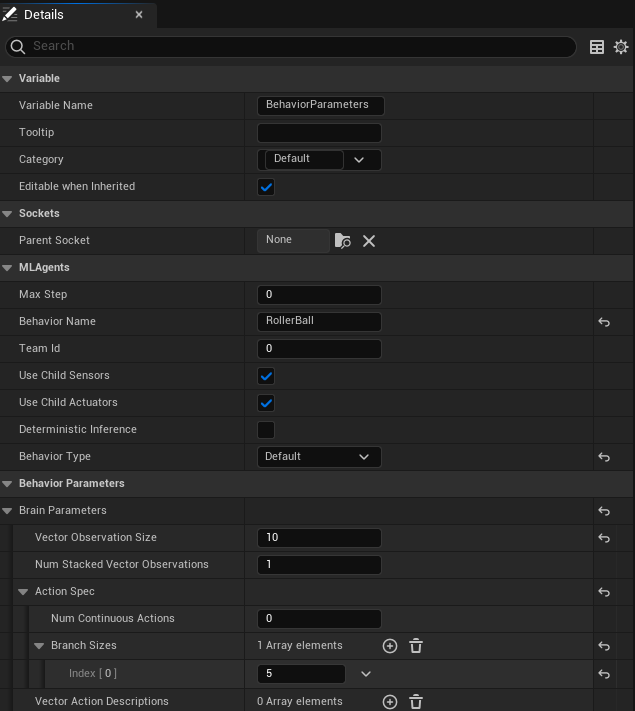 Details
Search
Variable
Variable Name BehaviorParameters
Tooltip
Category Default
Editable when Inherited
Sockets
Parent Socket None
MLAgents
Max Step 0
Behavior Name RollerBall
Team Id 0
Use Child Sensors
Use Child Actuators
Deterministic Inference
Behavior Type Default
Behavior Parameters
Brain Parameters
Vector Observation Size 10
Num Stacked Vector Observations 1
Action Spec
Num Continuous Actions 0
Branch Sizes 1 Array elements
Index [ 0 ] 5
Vector Action Descriptions 0 Array elements